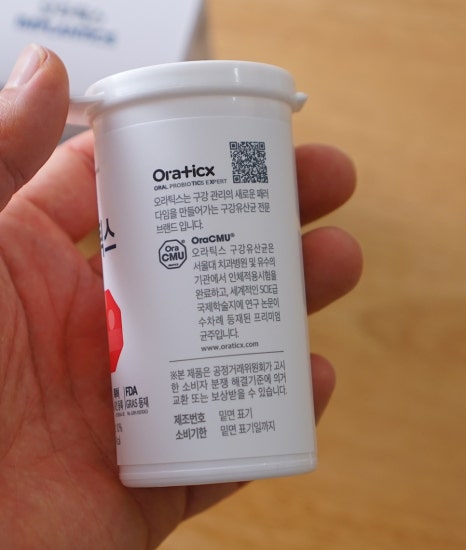 Oraticx
ORAL PROBIOTICS EXPERT
오라틱스는 구강 관리의 새로운 패러
다임을 만들어가는 구강유산균 전문
브랜드 입니다.
Ora
CMU
OraCMU®
오라틱스 구강유산균은
서울대 치과병원 및 유수의
기관에서 인체적용시험을
완료하고, 세계적인 SCIE급
국제학술지에 연구 논문이
수차례 등재된 프리미엄
균주입니다.
www.oraticx.com
※본 제품은 공정거래위원회가 고시
한 소비자 분쟁 해결기준에 의거
교환 또는 보상받을 수 있습니다.
제조번호 밑면 표기
소비기한 밑면 표기일까지
스
FDA
GRAS 등재